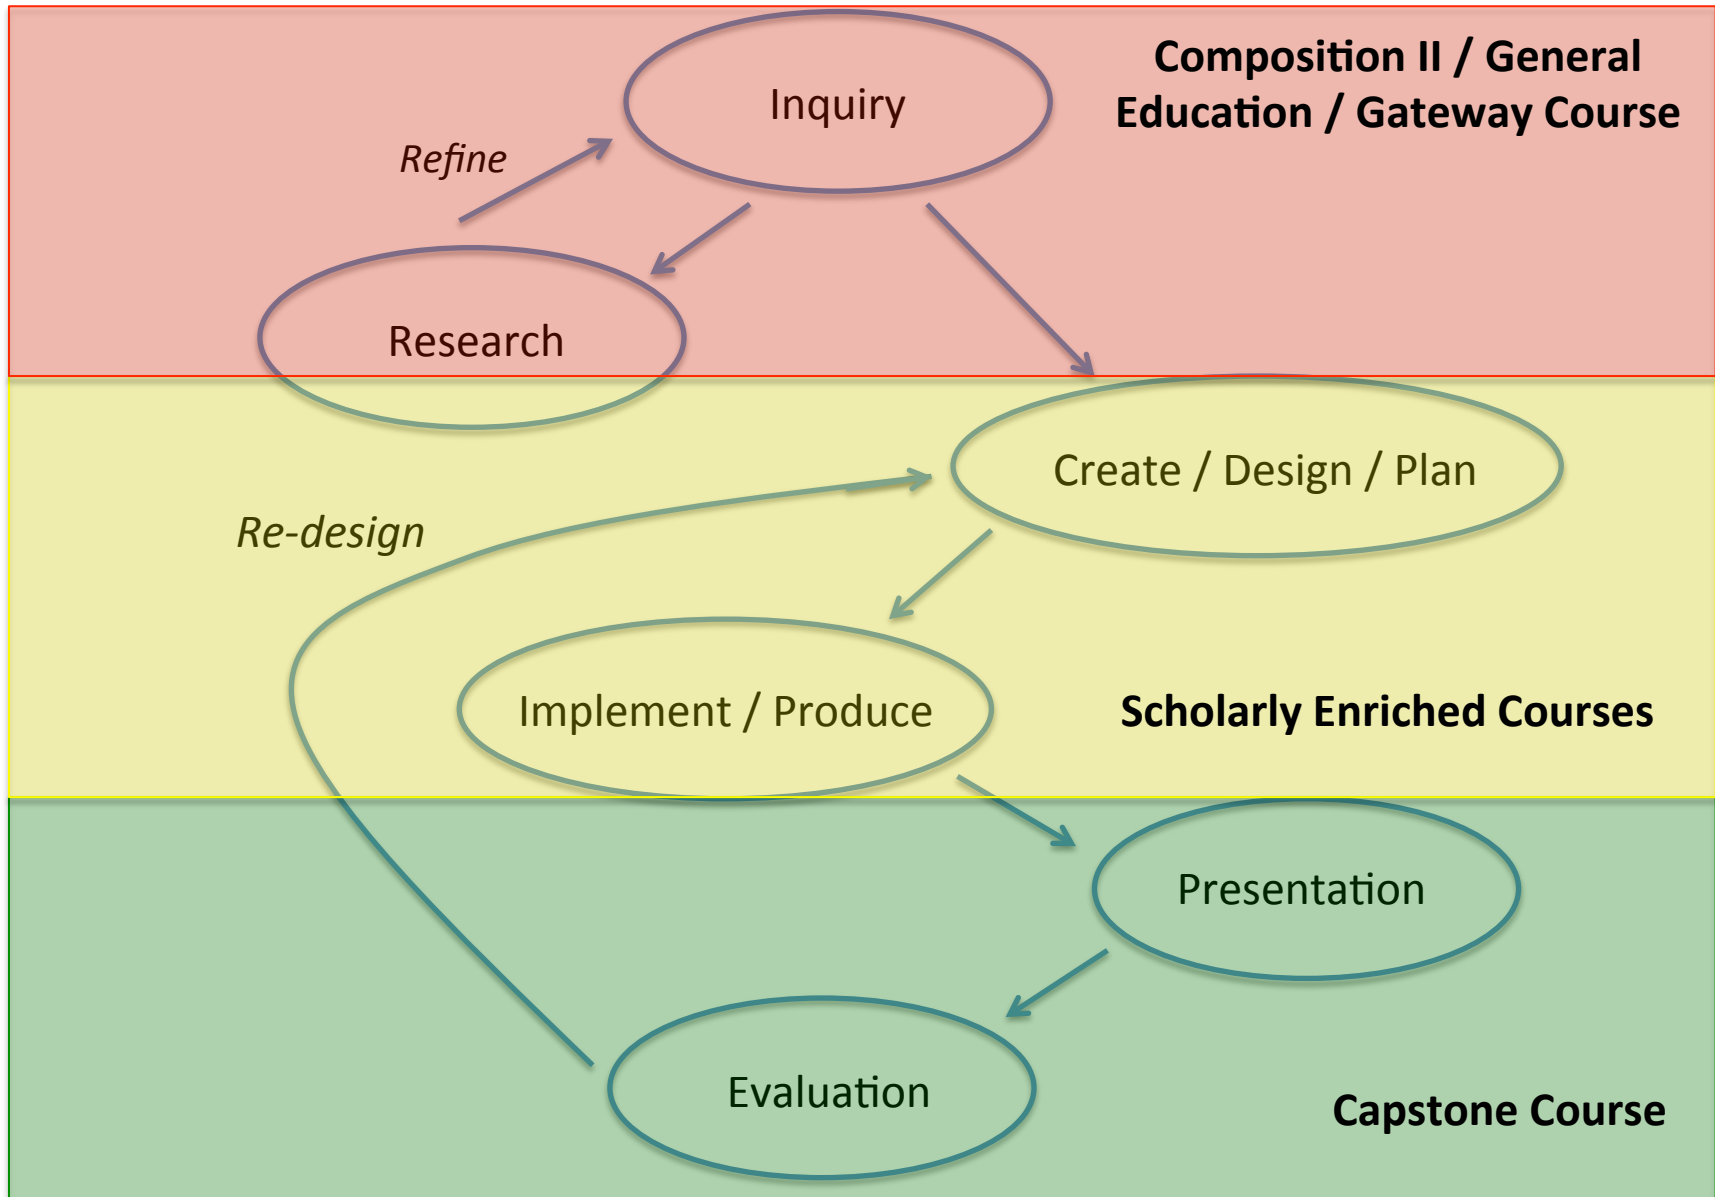 Inquiry
Composition II / General
Education / Gateway Course
Refine
Research
Create / Design / Plan
Re-design
Implement / Produce
Scholarly Enriched Courses
Presentation
Evaluation
Capstone Course